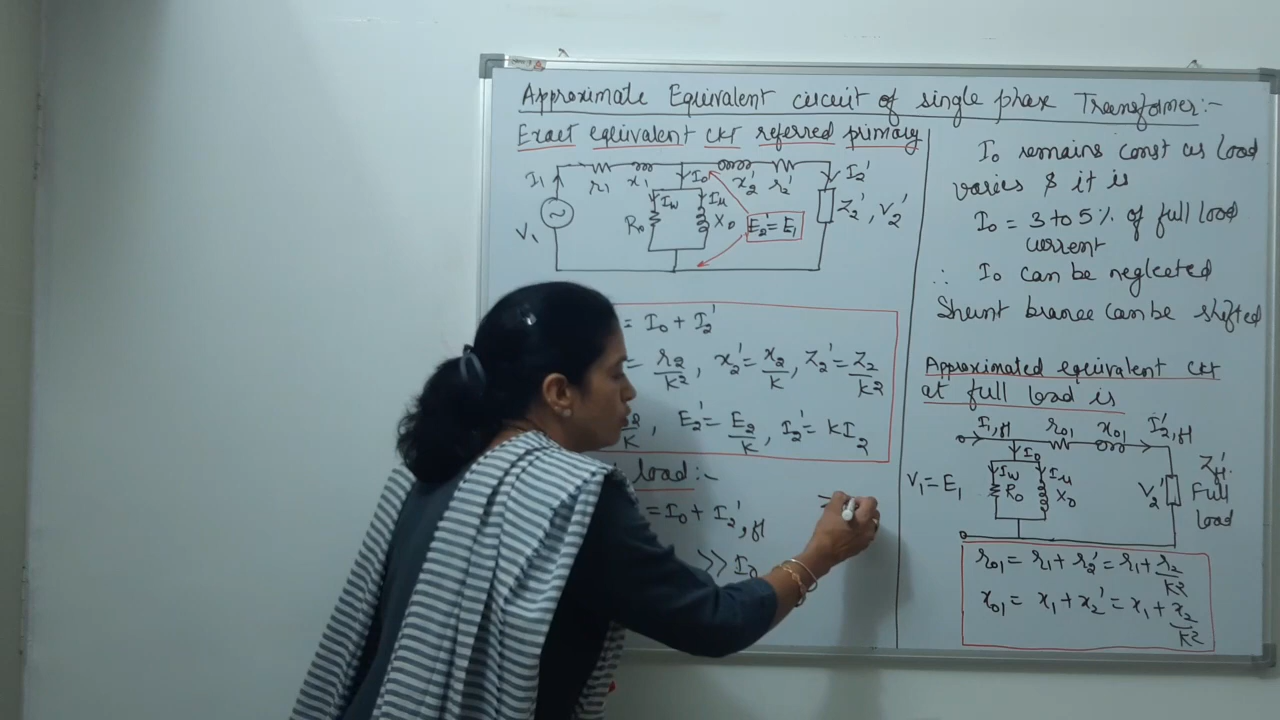 Approximate Equivalent circuit of single phase Transformer:-
Exact equivalent ckt referred primary
I₁ r₁ x₁ I₀ x₂' r₂' I₂'
V₁ R₀ I_w I_μ X₀ E₂' = E₁ Z₂', V₂'
= I₀ + I₂'
= r₂/k², x₂' = x₂/k, Z₂' = Z₂/k²
/k, E₂' = E₂/k, I₂' = kI₂
load:-
= I₀ + I₂',fl
>> I₀
I₀ remains const as load
varies & it is
I₀ = 3 to 5% of full load
current
∴ I₀ can be neglected
Shunt brance can be shifted
Approximated equivalent ckt
at full load is
I₁,fl r₀₁ x₀₁ I₂',fl
I₀
V₁ = E₁ I_w R₀ I_μ X₀ V₂' Z'fl.
Full
load
r₀₁ = r₁ + r₂' = r₁ + r₂/k²
x₀₁ = x₁ + x₂' = x₁ + x₂/k²